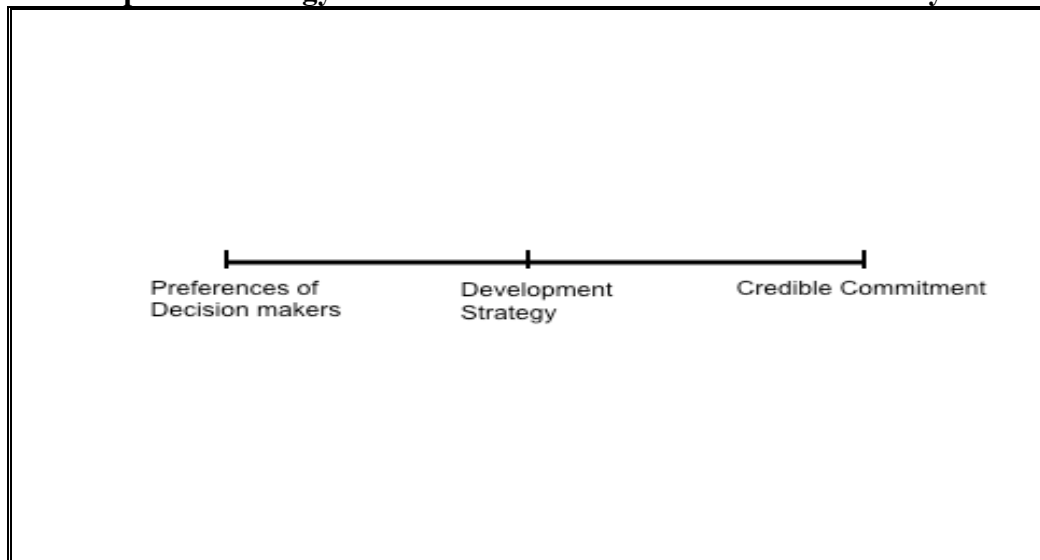 Preferences of
Decision makers
Development
Strategy
Credible Commitment